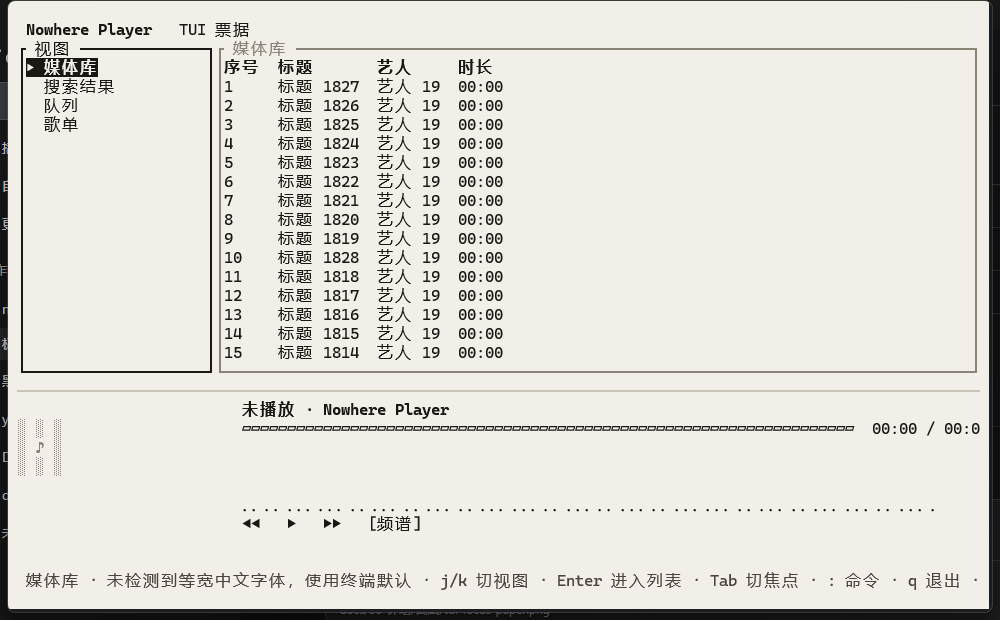 Nowhere Player TUI 票据
视图
▸ 媒体库
搜索结果
队列
歌单
媒体库
序号 标题 艺人 时长
1 标题 1827 艺人 19 00:00
2 标题 1826 艺人 19 00:00
3 标题 1825 艺人 19 00:00
4 标题 1824 艺人 19 00:00
5 标题 1823 艺人 19 00:00
6 标题 1822 艺人 19 00:00
7 标题 1821 艺人 19 00:00
8 标题 1820 艺人 19 00:00
9 标题 1819 艺人 19 00:00
10 标题 1828 艺人 19 00:00
11 标题 1818 艺人 19 00:00
12 标题 1817 艺人 19 00:00
13 标题 1816 艺人 19 00:00
14 标题 1815 艺人 19 00:00
15 标题 1814 艺人 19 00:00
未播放 · Nowhere Player
00:00 / 00:0
[频谱]
媒体库 · 未检测到等宽中文字体, 使用终端默认 · j/k 切视图 · Enter 进入列表 · Tab 切焦点 · : 命令 · q 退出 ·